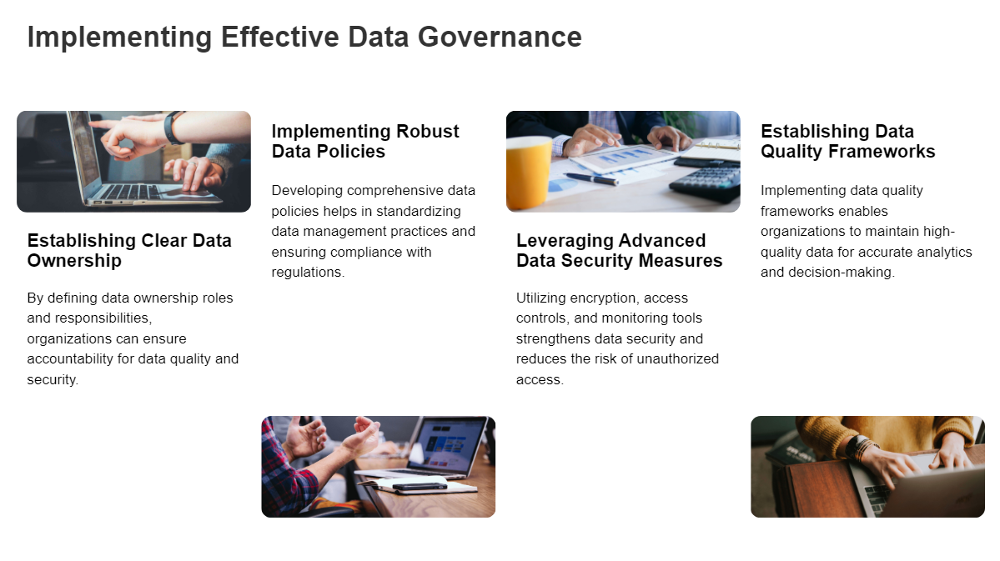 Implementing Effective Data Governance
Establishing Clear Data
Ownership
By defining data ownership roles
and responsibilities,
organizations can ensure
accountability for data quality and
security.
Implementing Robust
Data Policies
Developing comprehensive data
policies helps in standardizing
data management practices and
ensuring compliance with
regulations.
Leveraging Advanced
Data Security Measures
Utilizing encryption, access
controls, and monitoring tools
strengthens data security and
reduces the risk of unauthorized
access.
Establishing Data
Quality Frameworks
Implementing data quality
frameworks enables
organizations to maintain high-
quality data for accurate analytics
and decision-making.